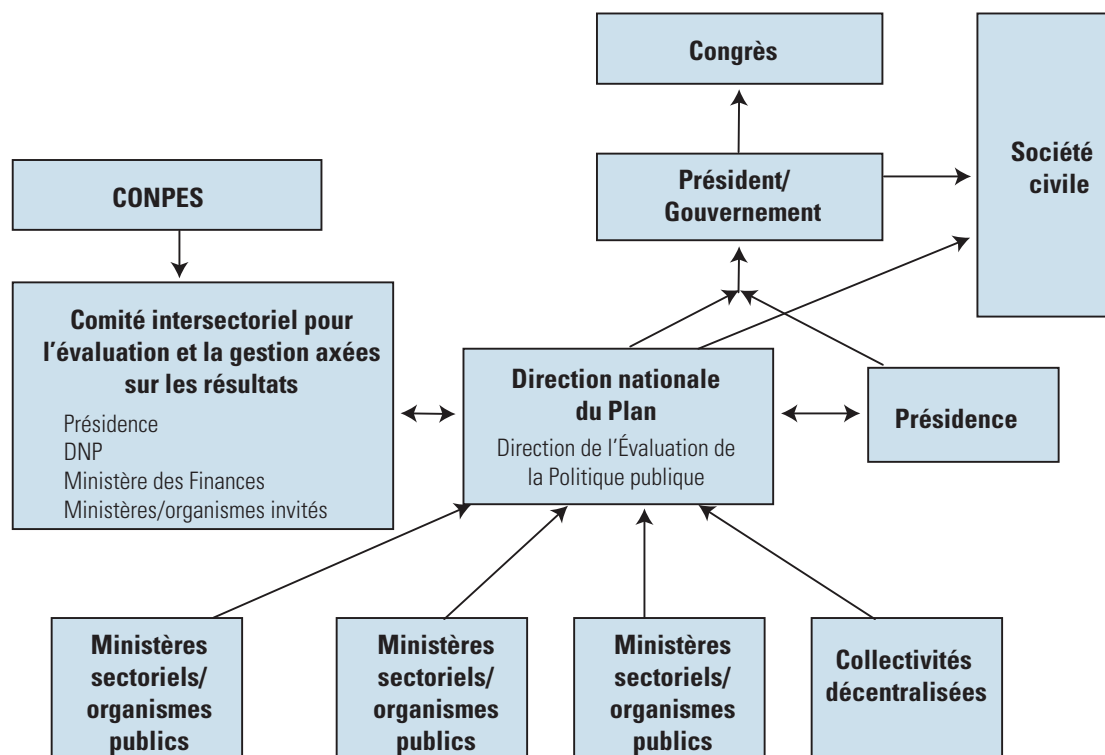 Congrès
Société
civile
Président/
Gouvernement
CONPES
Comité intersectoriel pour
l'évaluation et la gestion axées
sur les résultats
Présidence
DNP
Ministère des Finances
Ministères/organismes invités
Direction nationale
du Plan
Direction de l'Évaluation de
la Politique publique
Présidence
Ministères
sectoriels/
organismes
publics
Ministères
sectoriels/
organismes
publics
Ministères
sectoriels/
organismes
publics
Collectivités
décentralisées